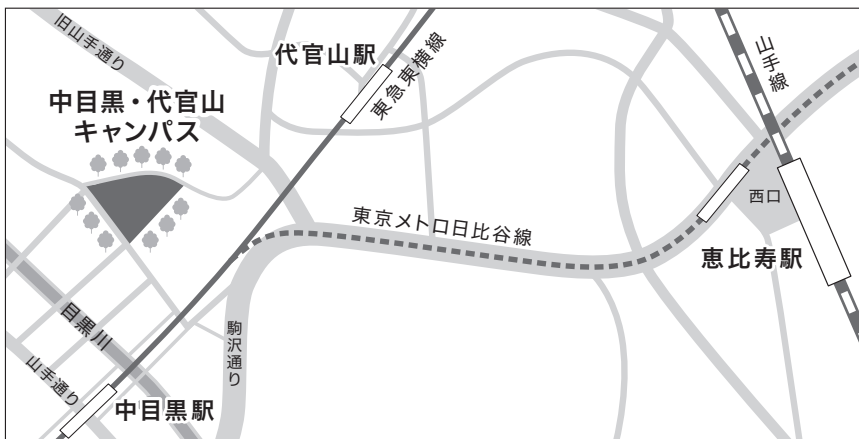 旧山手通り
代官山駅
東急東横線
山手線
中目黒・代官山
キャンパス
西口
東京メトロ日比谷線
恵比寿駅
目黒川
駒沢通り
山手通り
中目黒駅